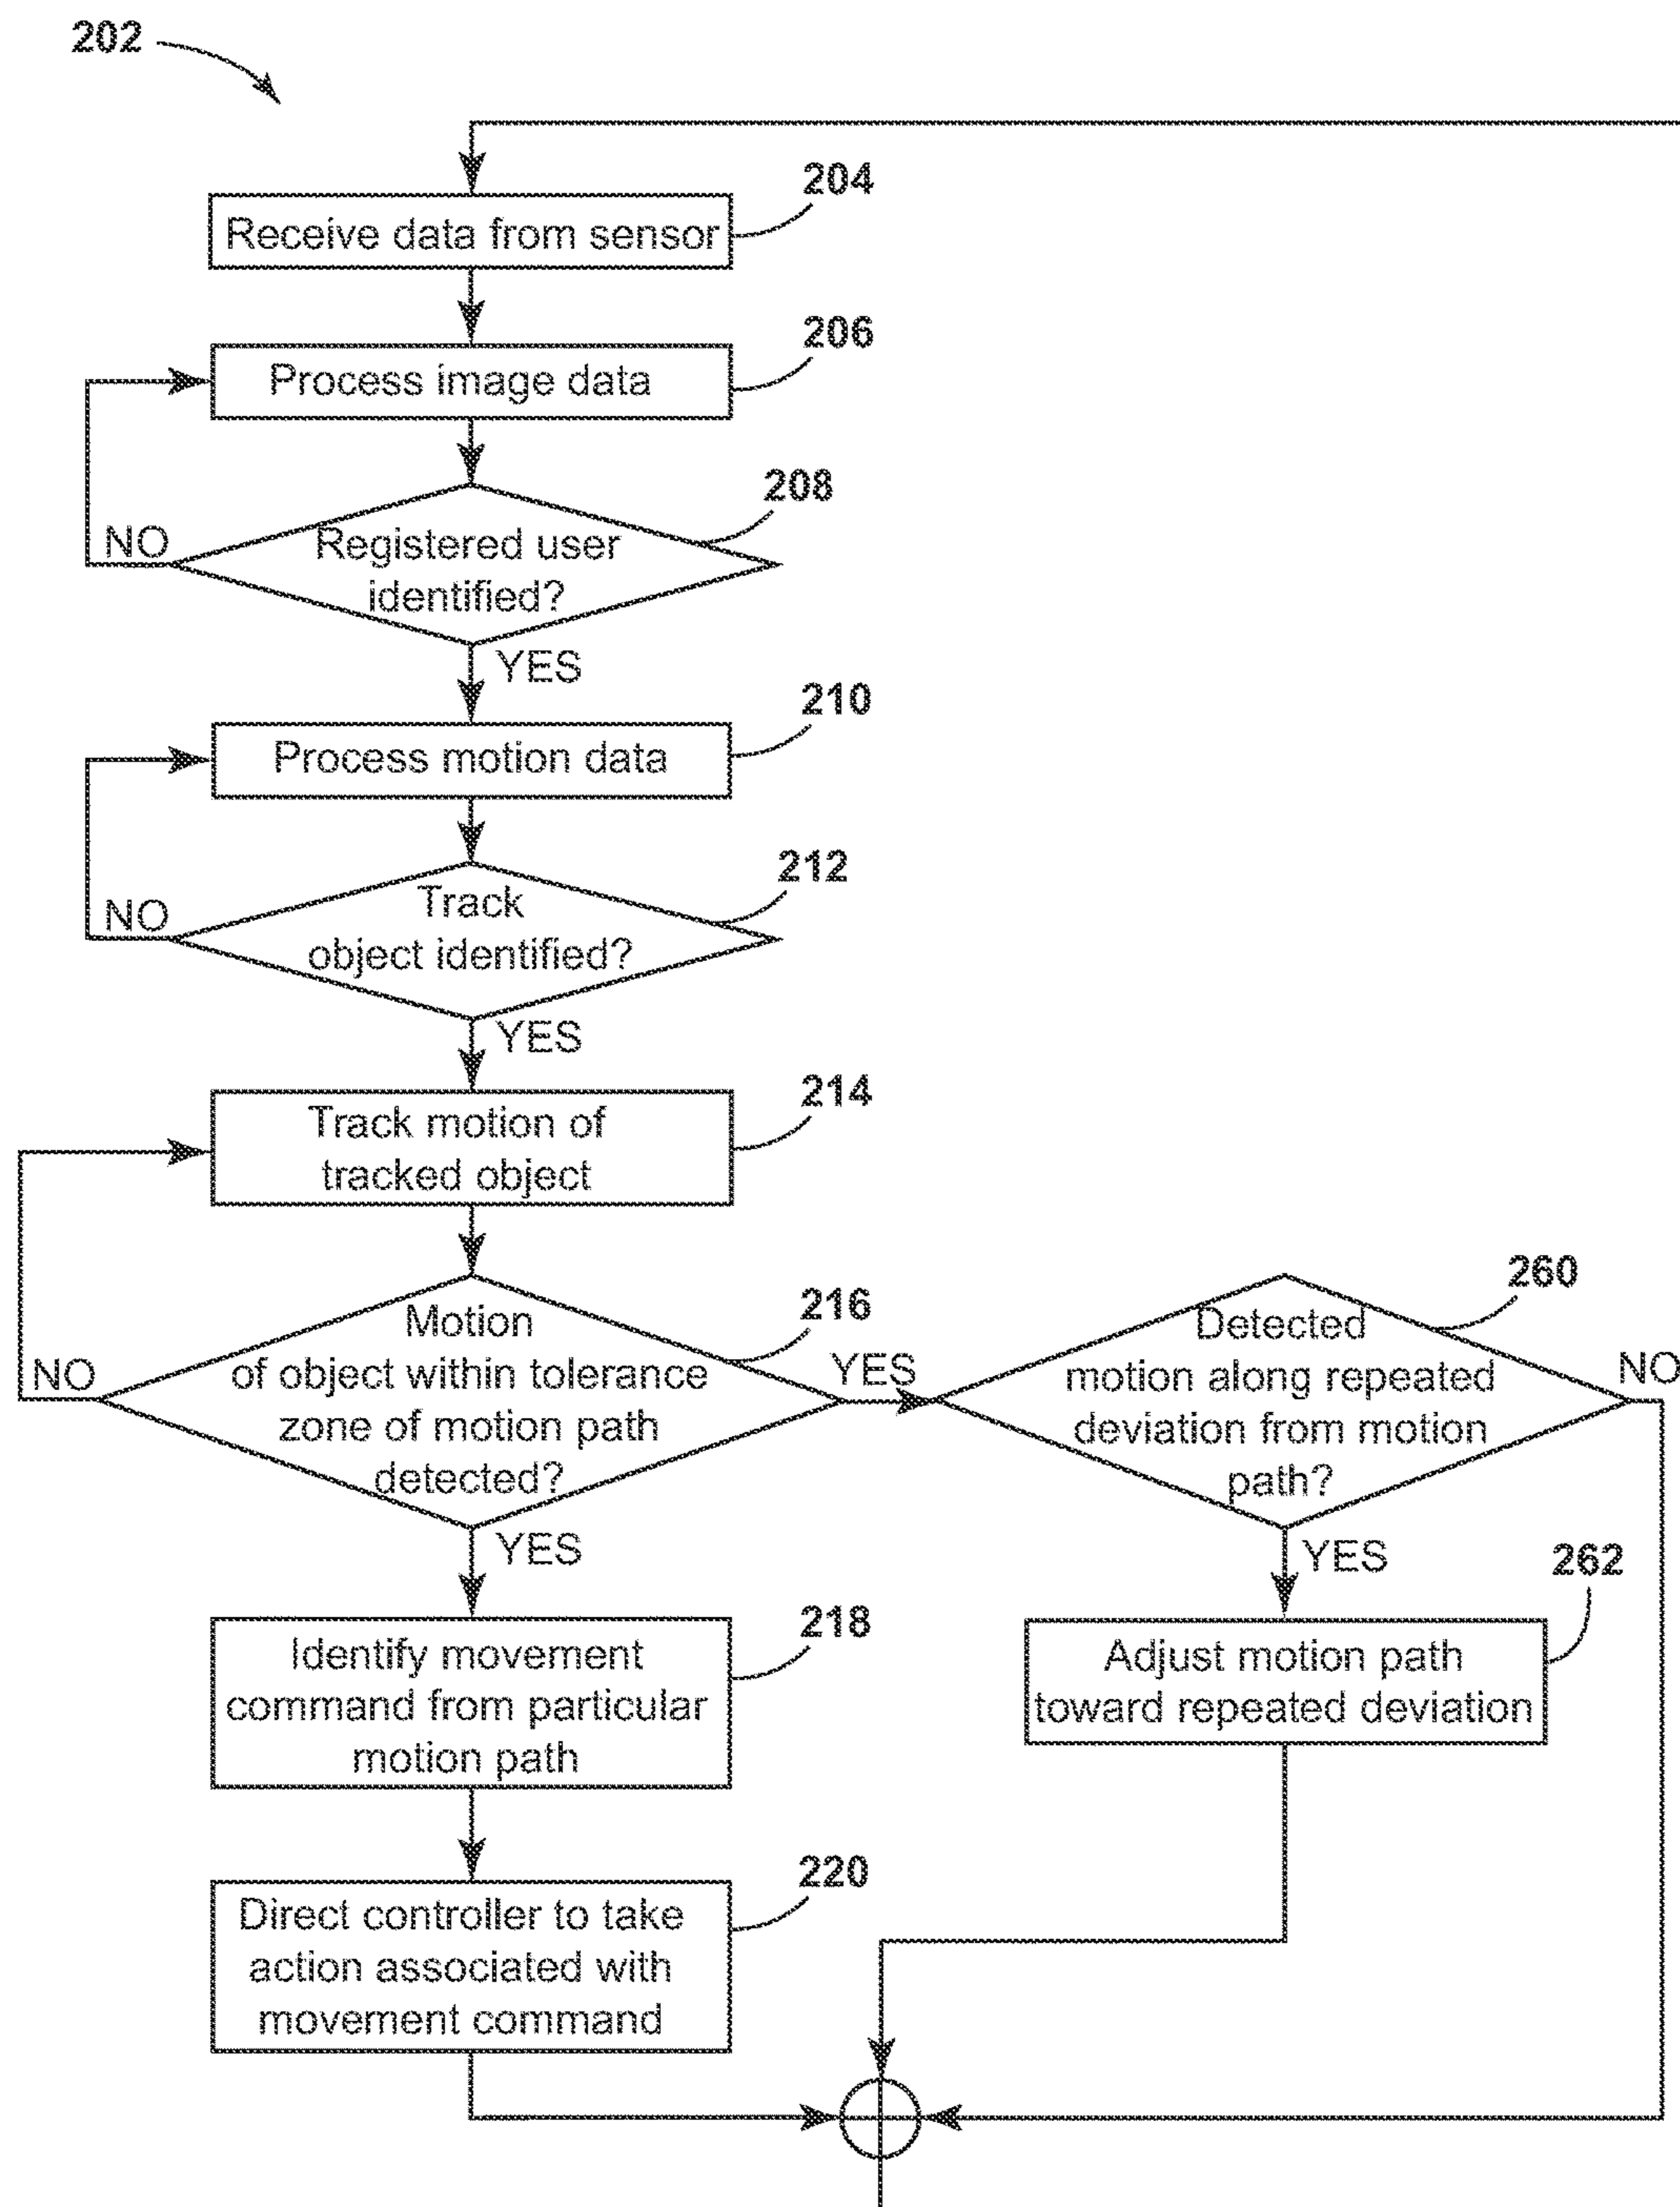 202
204
Receive data from sensor
206
Process image data
208
NO
Registered user
identified?
YES
210
Process motion data
212
NO
Track
object identified?
YES
214
Track motion of
tracked object
216
NO
Motion
of object within tolerance
zone of motion path
detected?
YES
260
Detected
motion along repeated
deviation from motion
path?
NO
YES
YES
218
Identify movement
command from particular
motion path
262
Adjust motion path
toward repeated deviation
220
Direct controller to take
action associated with
movement command